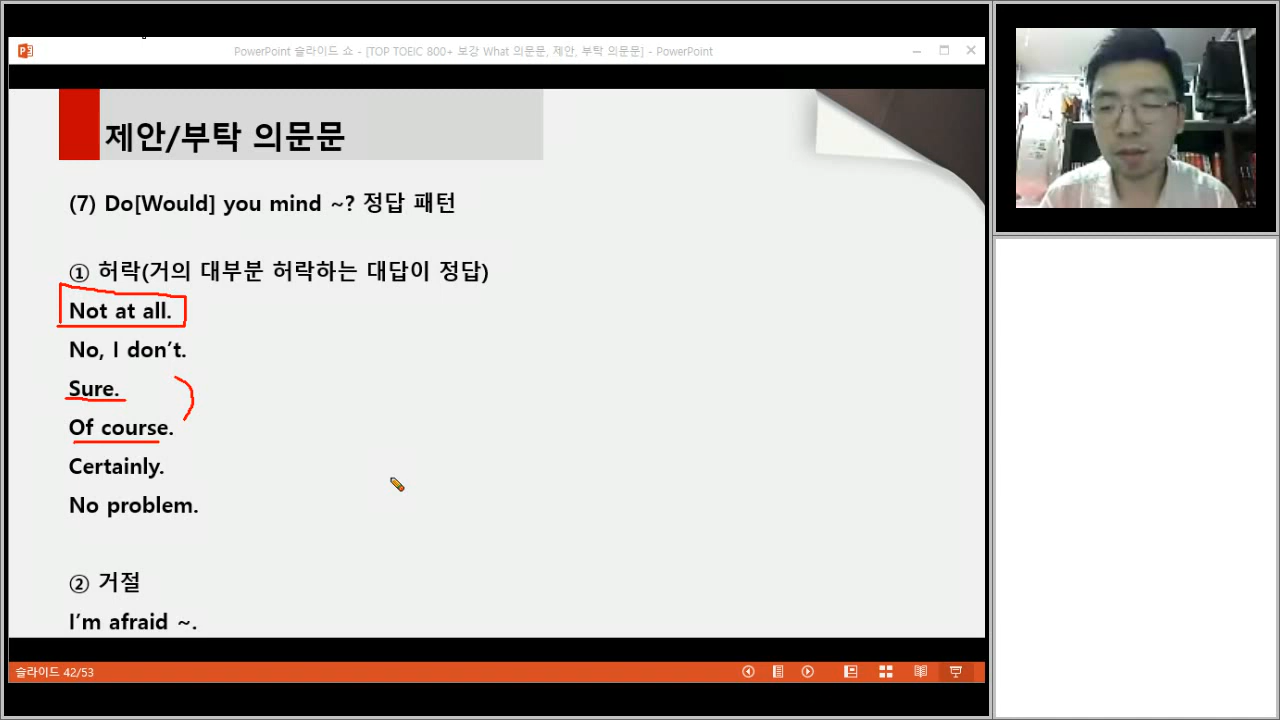 PowerPoint 슬라이드 쇼 - [TOP TOEIC 800+ 보강 What 의문문, 제안, 부탁 의문문] - PowerPoint
제안/부탁 의문문
(7) Do[Would] you mind ~? 정답 패턴
① 허락(거의 대부분 허락하는 대답이 정답)
Not at all.
No, I don't.
Sure.
Of course.
Certainly.
No problem.
② 거절
I'm afraid ~.
슬라이드 42/53